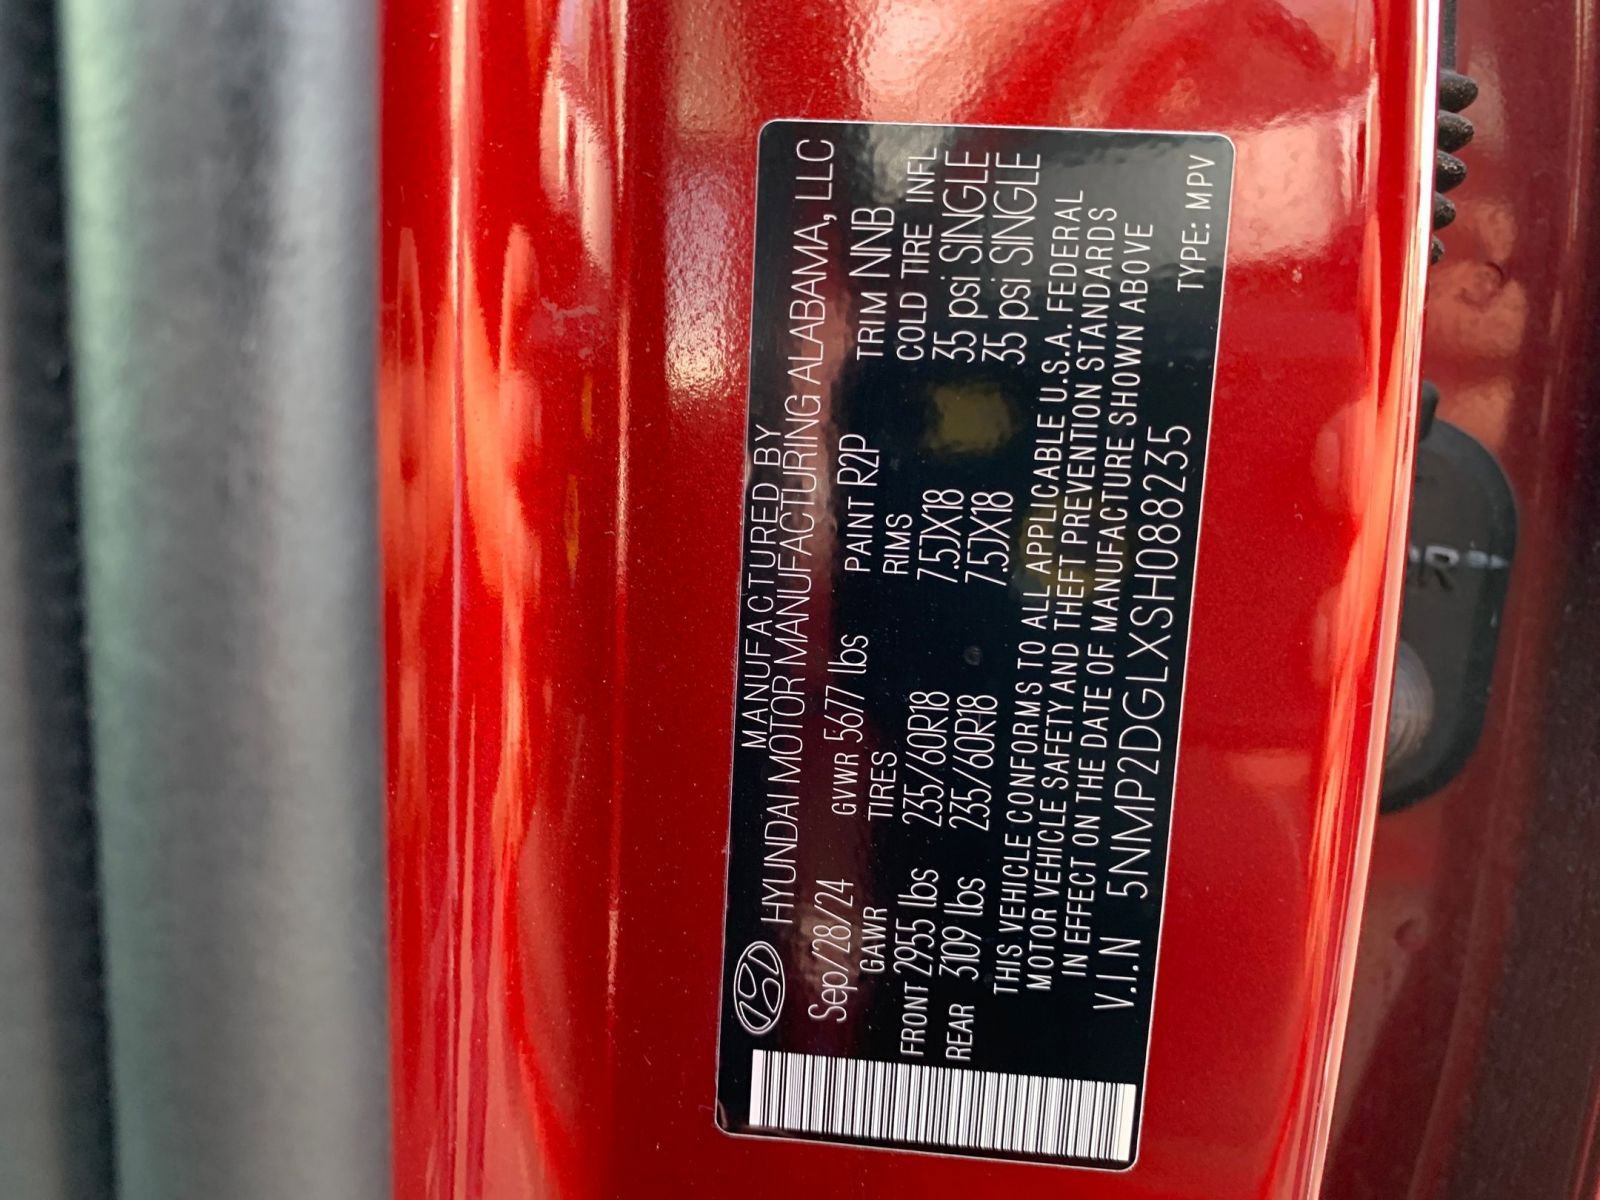 MANUFACTURED BY
HYUNDAI MOTOR MANUFACTURING ALABAMA, LLC
Sep/28/24 GVWR 5677 lbs PAINT R2P TRIM NNB
GAWR TIRES RIMS COLD TIRE INFL
FRONT 2955 lbs 235/60R18 7.5JX18 35 psi SINGLE
REAR 3109 lbs 235/60R18 7.5JX18 35 psi SINGLE
THIS VEHICLE CONFORMS TO ALL APPLICABLE U.S.A. FEDERAL
MOTOR VEHICLE SAFETY AND THEFT PREVENTION STANDARDS
IN EFFECT ON THE DATE OF MANUFACTURE SHOWN ABOVE
V.I.N 5NMP2DGLXSH088235 TYPE: MPV